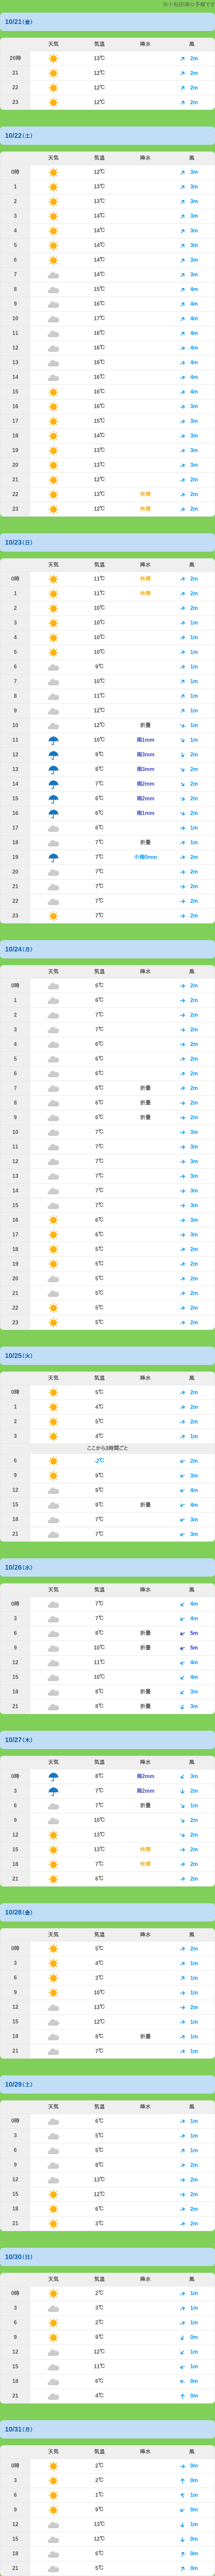 ※十和田湖の予報です
10/21(金)
天気 気温 降水 風
20時 13℃ 2m
21 12℃ 2m
22 12℃ 2m
23 12℃ 2m
10/22(土)
天気 気温 降水 風
0時 12℃ 3m
1 13℃ 3m
2 13℃ 3m
3 14℃ 3m
4 14℃ 3m
5 14℃ 3m
6 14℃ 3m
7 14℃ 3m
8 15℃ 4m
9 16℃ 4m
10 17℃ 4m
11 16℃ 4m
12 16℃ 4m
13 16℃ 4m
14 16℃ 4m
15 16℃ 4m
16 16℃ 3m
17 15℃ 3m
18 14℃ 3m
19 13℃ 3m
20 13℃ 3m
21 12℃ 2m
22 13℃ 快晴 2m
23 12℃ 快晴 2m
10/23(日)
天気 気温 降水 風
0時 11℃ 快晴 2m
1 11℃ 快晴 2m
2 10℃ 2m
3 10℃ 1m
4 10℃ 1m
5 10℃ 1m
6 9℃ 1m
7 10℃ 1m
8 11℃ 1m
9 12℃ 1m
10 12℃ 折畳 1m
11 10℃ 雨1mm 1m
12 9℃ 雨3mm 2m
13 8℃ 雨3mm 2m
14 7℃ 雨2mm 2m
15 6℃ 雨2mm 2m
16 6℃ 雨1mm 2m
17 6℃ 1m
18 7℃ 折畳 1m
19 7℃ 小雨0mm 2m
20 7℃ 2m
21 7℃ 2m
22 7℃ 2m
23 7℃ 2m
10/24(月)
天気 気温 降水 風
0時 6℃ 2m
1 6℃ 2m
2 7℃ 2m
3 7℃ 2m
4 6℃ 2m
5 6℃ 2m
6 6℃ 2m
7 6℃ 折畳 2m
8 6℃ 折畳 2m
9 6℃ 折畳 2m
10 7℃ 3m
11 7℃ 3m
12 7℃ 3m
13 7℃ 3m
14 7℃ 3m
15 7℃ 3m
16 6℃ 3m
17 6℃ 3m
18 5℃ 2m
19 5℃ 2m
20 5℃ 2m
21 5℃ 2m
22 5℃ 2m
23 5℃ 2m
10/25(火)
天気 気温 降水 風
0時 5℃ 2m
1 4℃ 2m
2 5℃ 2m
3 4℃ 1m
ここから3時間ごと
6 -2℃ 2m
9 9℃ 3m
12 9℃ 4m
15 9℃ 折畳 4m
18 7℃ 3m
21 7℃ 3m
10/26(水)
天気 気温 降水 風
0時 7℃ 4m
3 7℃ 4m
6 8℃ 折畳 5m
9 10℃ 折畳 5m
12 11℃ 4m
15 10℃ 4m
18 8℃ 折畳 3m
21 8℃ 折畳 3m
10/27(木)
天気 気温 降水 風
0時 8℃ 雨2mm 3m
3 7℃ 雨2mm 2m
6 7℃ 折畳 1m
9 10℃ 2m
12 13℃ 2m
15 13℃ 快晴 2m
18 7℃ 快晴 2m
21 6℃ 2m
10/28(金)
天気 気温 降水 風
0時 5℃ 2m
3 4℃ 1m
6 3℃ 1m
9 10℃ 1m
12 13℃ 2m
15 12℃ 1m
18 8℃ 折畳 1m
21 7℃ 1m
10/29(土)
天気 気温 降水 風
0時 6℃ 1m
3 5℃ 1m
6 5℃ 1m
9 8℃ 2m
12 13℃ 2m
15 12℃ 2m
18 6℃ 2m
21 3℃ 2m
10/30(日)
天気 気温 降水 風
0時 2℃ 1m
3 3℃ 1m
6 2℃ 1m
9 9℃ 0m
12 12℃ 1m
15 11℃ 1m
18 6℃ 0m
21 4℃ 0m
10/31(月)
天気 気温 降水 風
0時 2℃ 0m
3 2℃ 0m
6 1℃ 1m
9 9℃ 0m
12 13℃ 1m
15 12℃ 0m
18 6℃ 0m
21 5℃ 0m